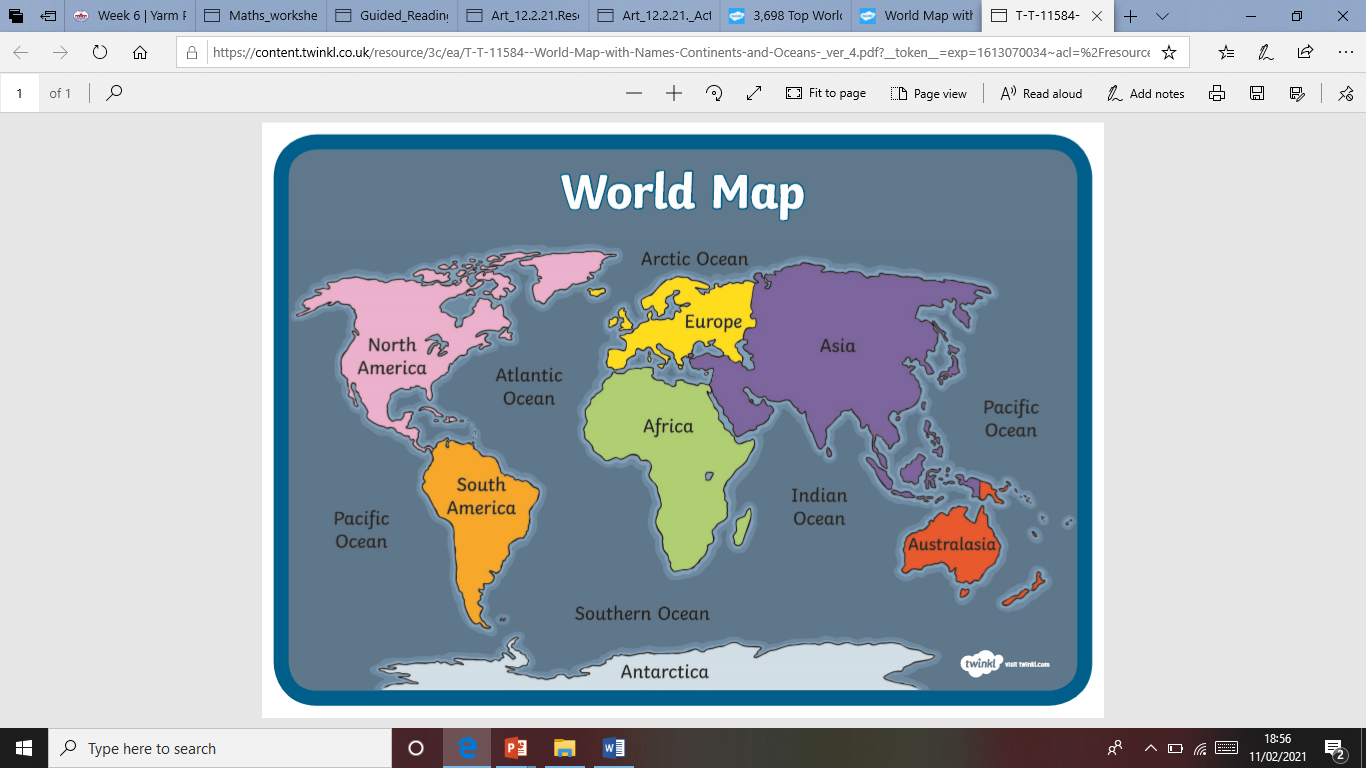 Week 6 | Yarm P
Maths_workshe
Guided_Reading
Art_12.2.21.Res
Art_12.2.21._Act
3,698 Top Worl
World Map with
T-T-11584-
https://content.twinkl.co.uk/resource/3c/ea/T-T-11584--World-Map-with-Names-Continents-and-Oceans-_ver_4.pdf?__token__=exp=1613070034~acl=%2Fresource
1 of 1
Fit to page
Page view
Read aloud
Add notes
World Map
Arctic Ocean
Europe
North
America
Asia
Atlantic
Ocean
Pacific
Ocean
Africa
South
America
Indian
Ocean
Pacific
Ocean
Australasia
Southern Ocean
Antarctica
twinkl visit twinkl.com
Type here to search
18:56
11/02/2021
2